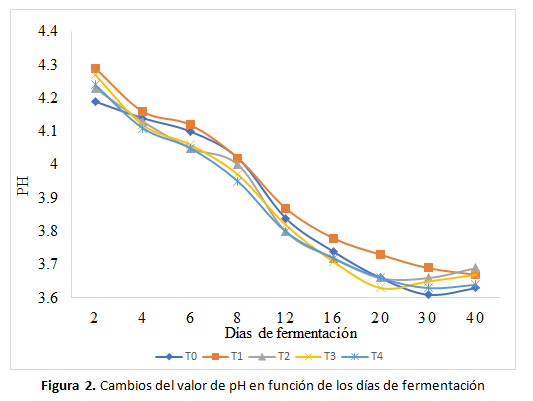 4.4
4.3
4.2
4.1
4
3.9
3.8
3.7
3.6
PH
2 4 6 8 12 16 20 30 40
Días de fermentación
T0 T1 T2 T3 T4
Figura 2. Cambios del valor de pH en función de los días de fermentación